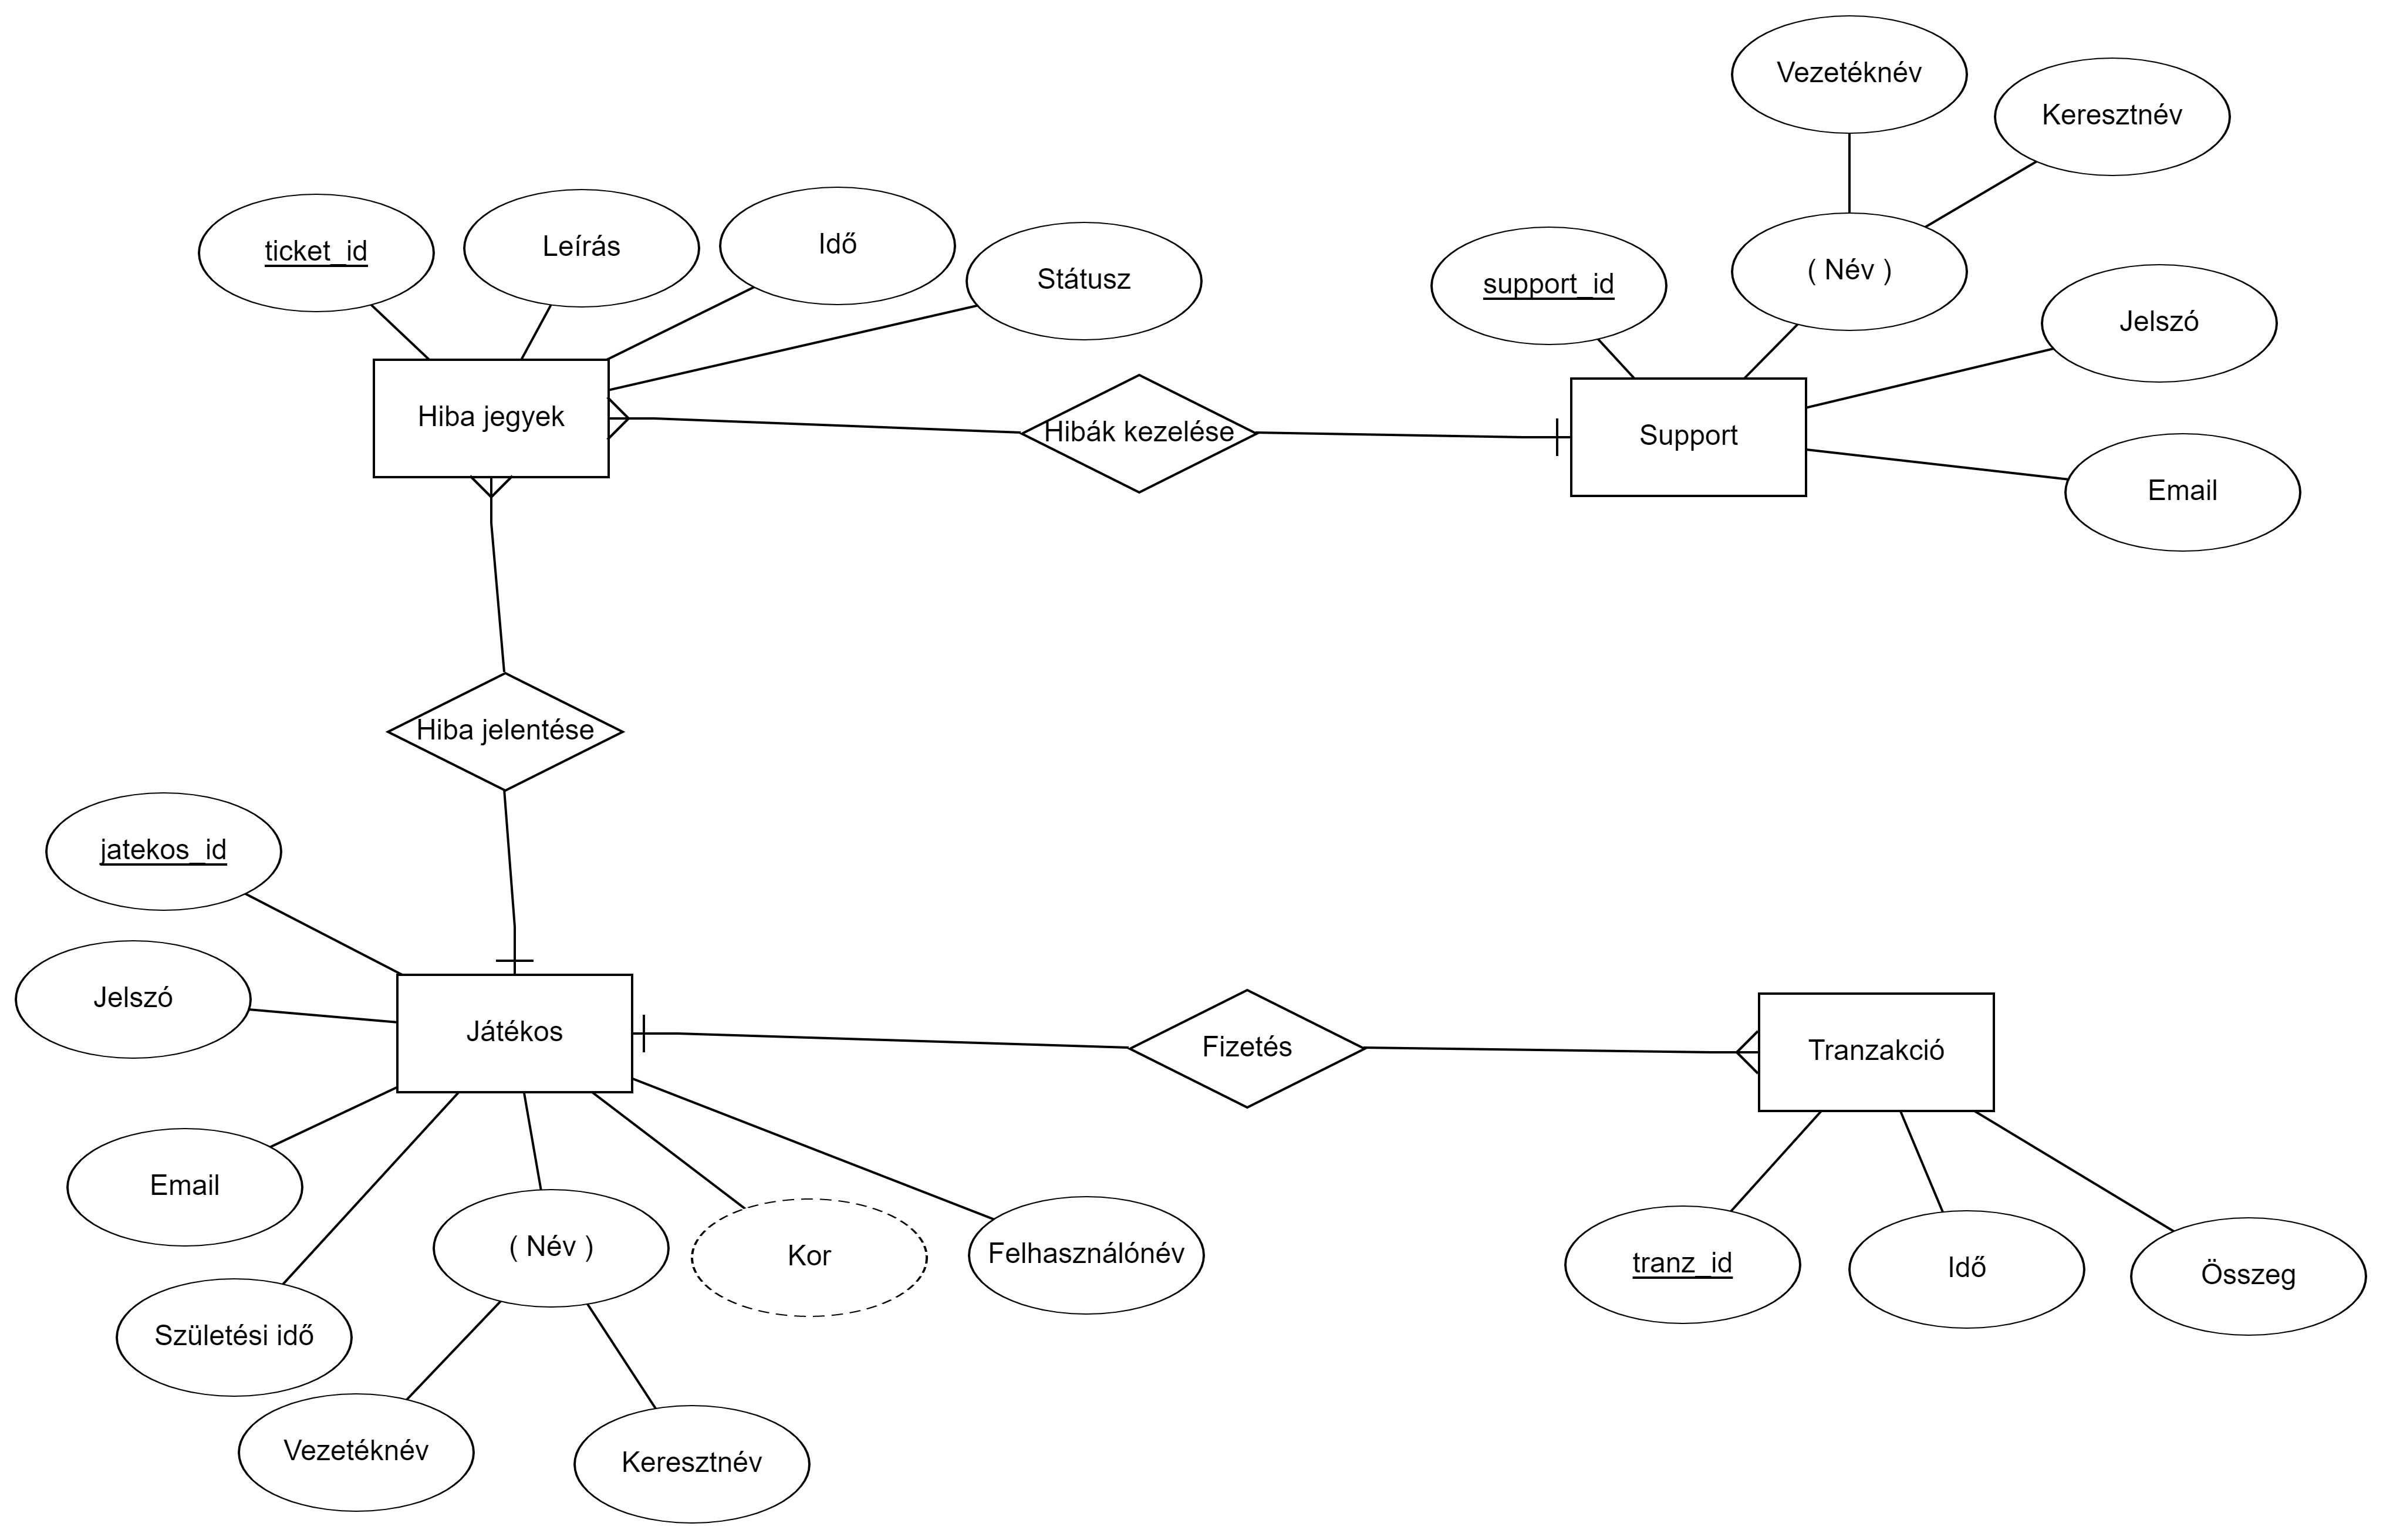 Vezetéknév
Keresztnév
ticket_id
Leírás
Idő
Státusz
support_id
( Név )
Jelszó
Hiba jegyek
Hibák kezelése
Support
Email
Hiba jelentése
jatekos_id
Jelszó
Játékos
Fizetés
Tranzakció
Email
( Név )
Kor
Felhasználónév
tranz_id
Idő
Összeg
Születési idő
Vezetéknév
Keresztnév